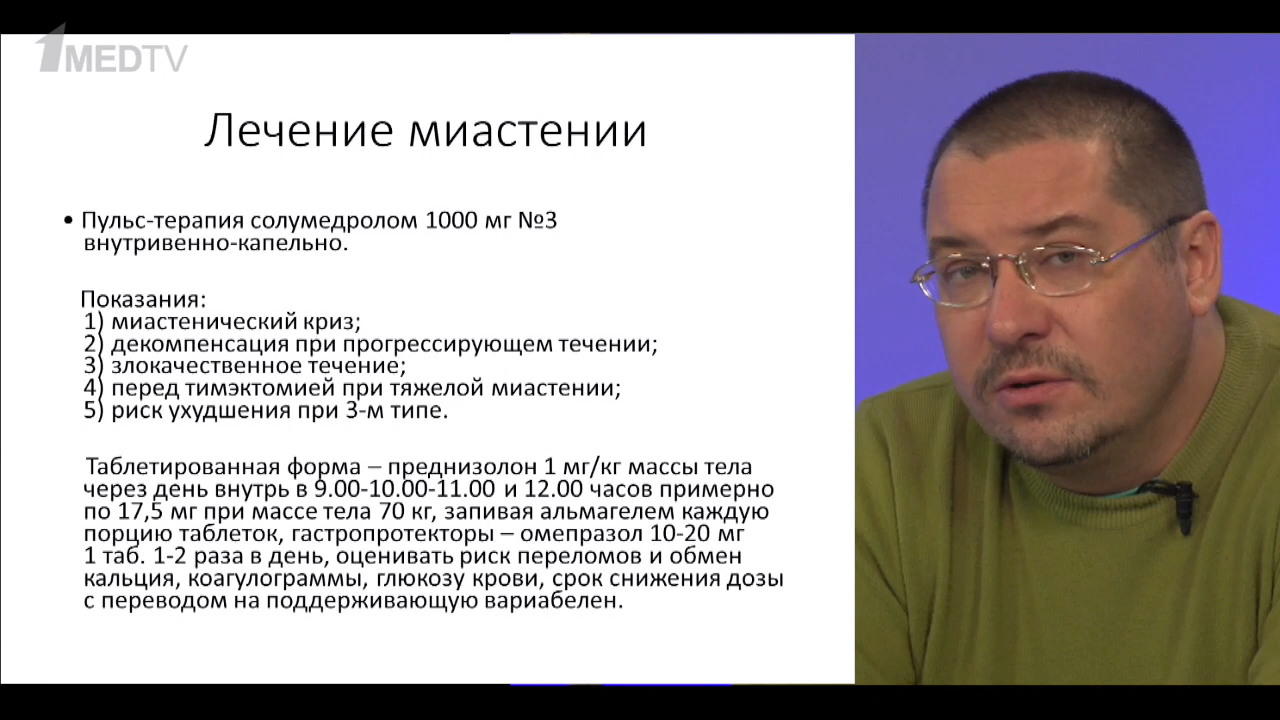 1MEDTV
Лечение миастении
• Пульс-терапия солумедролом 1000 мг №3
внутривенно-капельно.
Показания:
1) миастенический криз;
2) декомпенсация при прогрессирующем течении;
3) злокачественное течение;
4) перед тимэктомией при тяжелой миастении;
5) риск ухудшения при 3-м типе.
Таблетированная форма – преднизолон 1 мг/кг массы тела
через день внутрь в 9.00-10.00-11.00 и 12.00 часов примерно
по 17,5 мг при массе тела 70 кг, запивая альмагелем каждую
порцию таблеток, гастропротекторы – омепразол 10-20 мг
1 таб. 1-2 раза в день, оценивать риск переломов и обмен
кальция, коагулограммы, глюкозу крови, срок снижения дозы
с переводом на поддерживающую вариабелен.